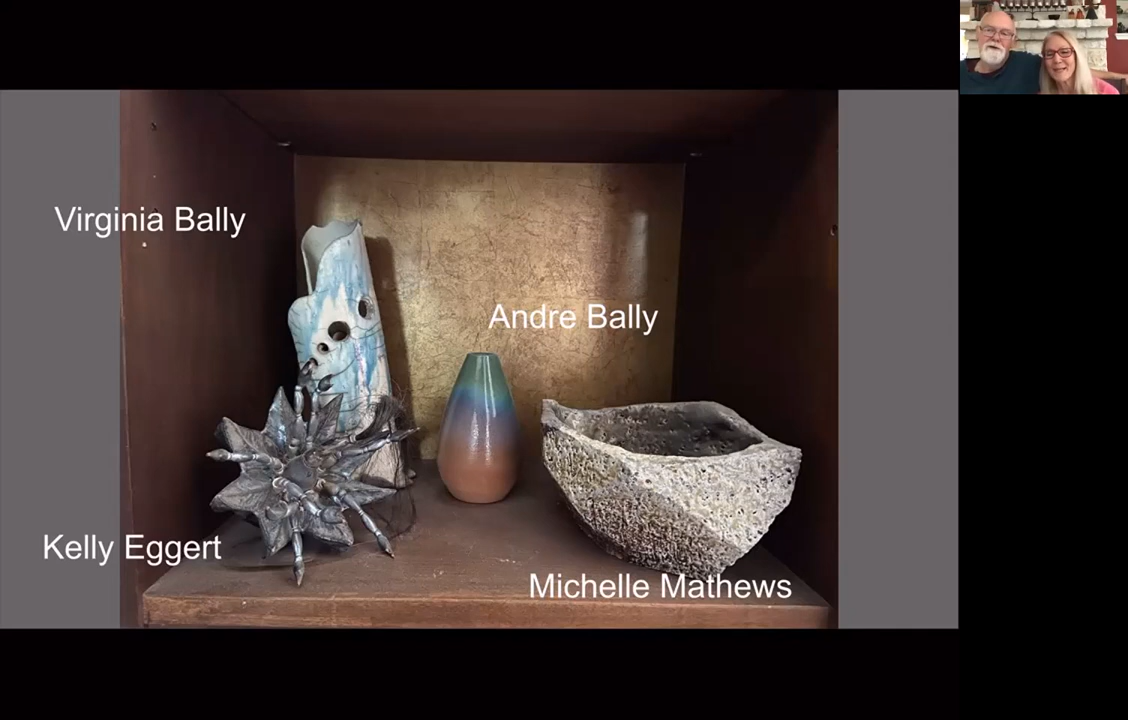 Virginia Bally
Andre Bally
Kelly Eggert
Michelle Mathews